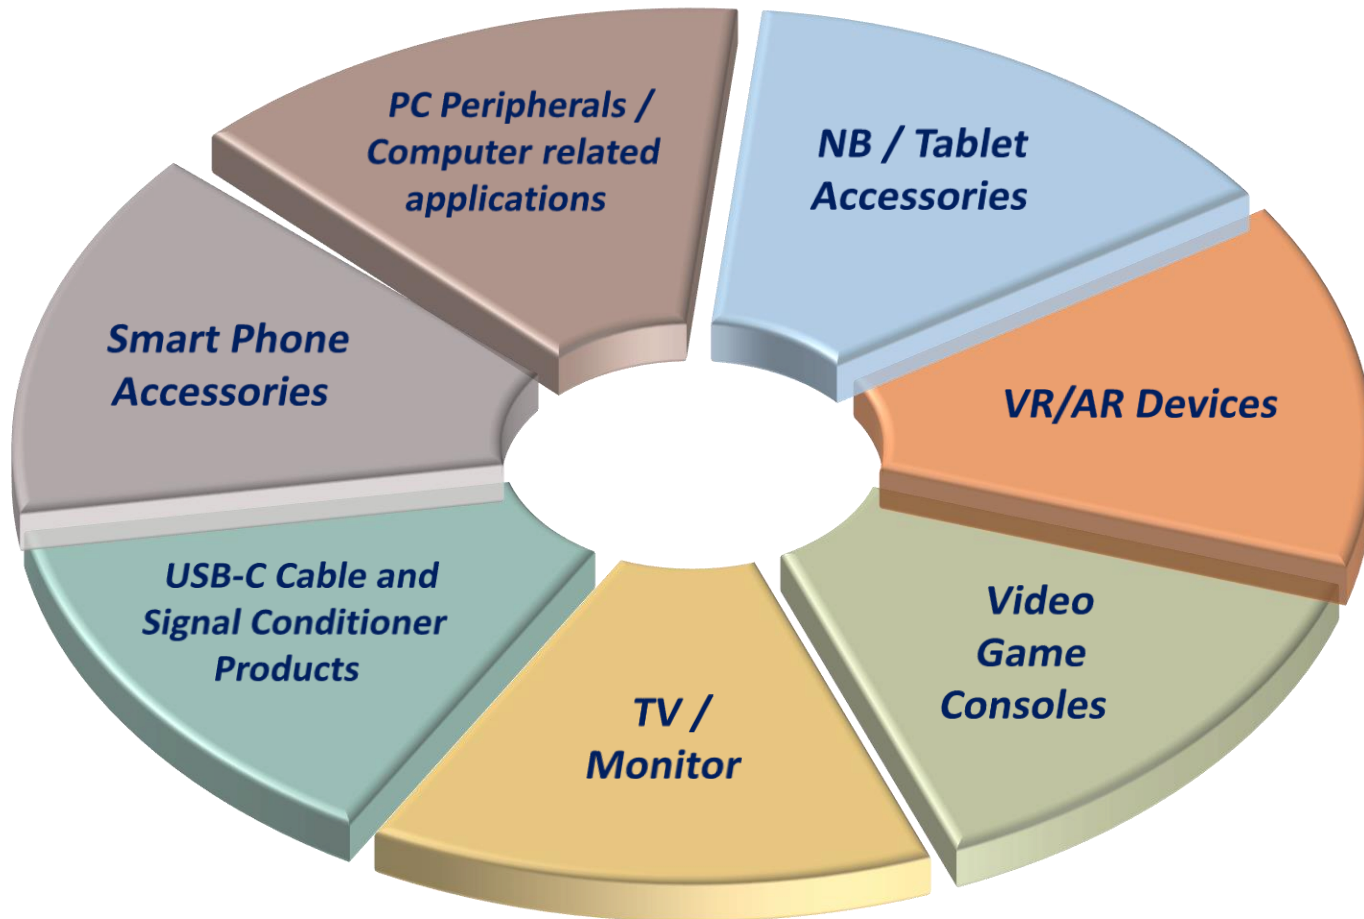 PC Peripherals /
Computer related
applications
NB / Tablet
Accessories
Smart Phone
Accessories
VR/AR Devices
USB-C Cable and
Signal Conditioner
Products
Video
Game
Consoles
TV /
Monitor